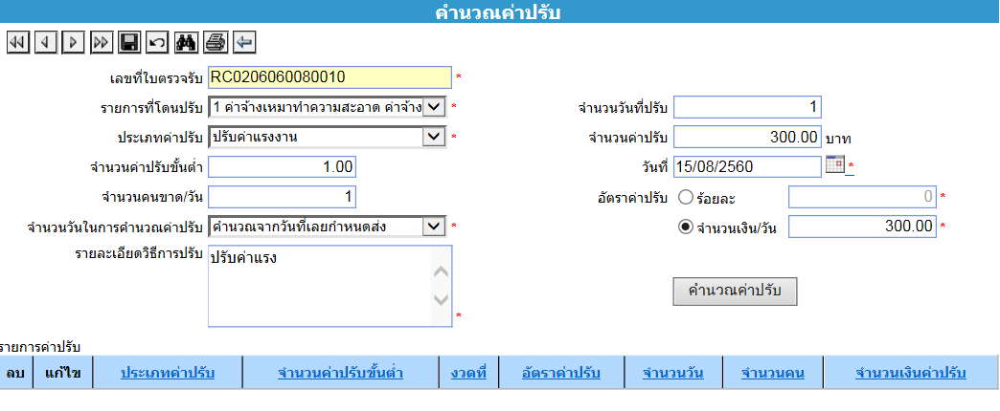 คำนวณค่าปรับ
เลขที่ใบตรวจรับ RC0206060080010 *
รายการที่โดนปรับ 1 ค่าจ้างเหมาทำความสะอาด ค่าจ้าง * จำนวนวันที่ปรับ 1
ประเภทค่าปรับ ปรับค่าแรงงาน * จำนวนค่าปรับ 300.00 บาท
จำนวนค่าปรับขั้นต่ำ 1.00 วันที่ 15/08/2560 *
จำนวนคนขาด/วัน 1 อัตราค่าปรับ ร้อยละ 0 *
จำนวนวันในการคำนวณค่าปรับ คำนวณจากวันที่เลยกำหนดส่ง * จำนวนเงิน/วัน 300.00 *
รายละเอียดวิธีการปรับ ปรับค่าแรง *
คำนวณค่าปรับ
รายการค่าปรับ
ลบ แก้ไข ประเภทค่าปรับ จำนวนค่าปรับขั้นต่ำ งวดที่ อัตราค่าปรับ จำนวนวัน จำนวนคน จำนวนเงินค่าปรับ